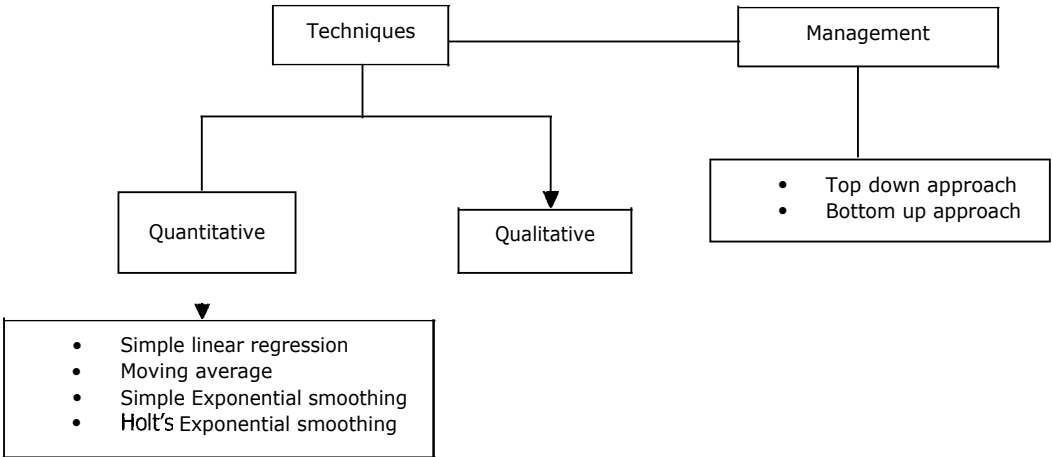 Techniques
Management
• Top down approach
• Bottom up approach
Quantitative
Qualitative
• Simple linear regression
• Moving average
• Simple Exponential smoothing
• Holt's Exponential smoothing